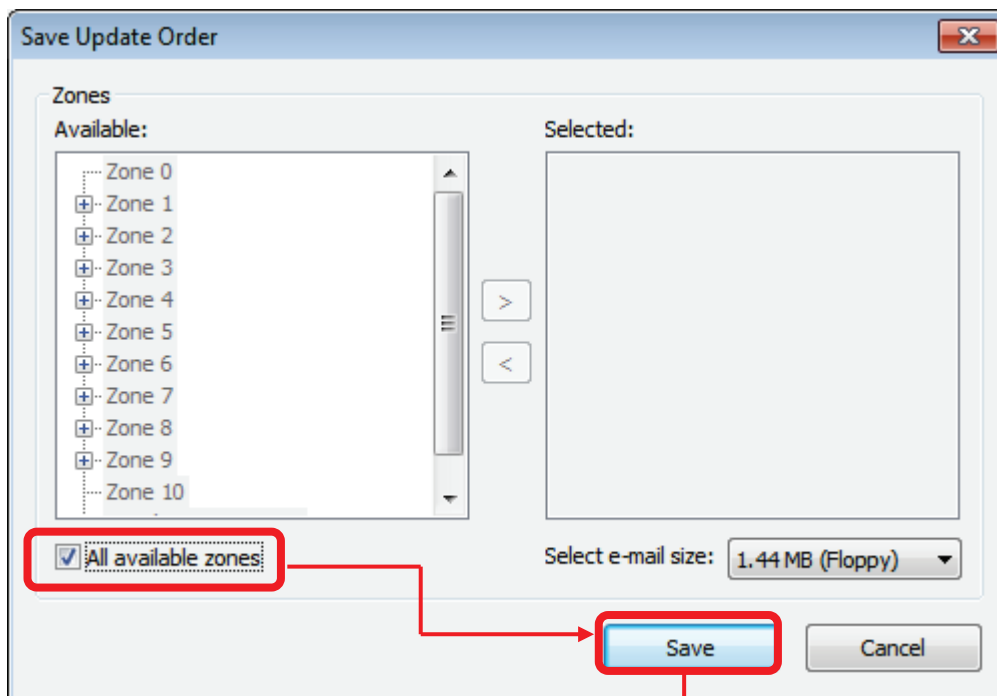 Save Update Order
Zones
Available:
Selected:
Zone 0
Zone 1
Zone 2
Zone 3
Zone 4
Zone 5
Zone 6
Zone 7
Zone 8
Zone 9
Zone 10
>
<
All available zones
Select e-mail size:
1.44 MB (Floppy)
Save
Cancel